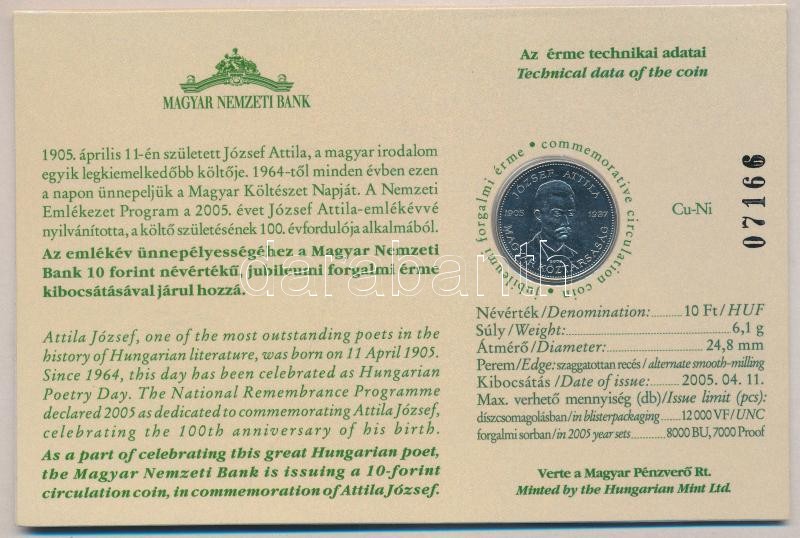 MAGYAR NEMZETI BANK
1905. április 11-én született József Attila, a magyar irodalom
egyik legkiemelkedőbb költője. 1964-től minden évben ezen
a napon ünnepeljük a Magyar Költészet Napját. A Nemzeti
Emlékezet Program a 2005. évet József Attila-emlékévvé
nyilvánította, a költő születésének 100. évfordulója alkalmából.
Az emlékév ünnepélyességéhez a Magyar Nemzeti
Bank 10 forint névértékű, jubileumi forgalmi érme
kibocsátásával járul hozzá.
Attila József, one of the most outstanding poets in the
history of Hungarian literature, was born on 11 April 1905.
Since 1964, this day has been celebrated as Hungarian
Poetry Day. The National Remembrance Programme
declared 2005 as dedicated to commemorating Attila József,
celebrating the 100th anniversary of his birth.
As a part of celebrating this great Hungarian poet,
the Magyar Nemzeti Bank is issuing a 10-forint
circulation coin, in commemoration of Attila József.
Az érme technikai adatai
Technical data of the coin
jubileumi forgalmi érme • commemorative circulation coin •
JÓZSEF ATTILA
1905 1937
MAGYAR KÖZTÁRSASÁG
Cu-Ni
07166
Névérték/Denomination: 10 Ft/HUF
Súly/Weight: 6,1 g
Átmérő/Diameter: 24,8 mm
Perem/Edge: szaggatottan recés/alternate smooth-milling
Kibocsátás/Date of issue: 2005. 04. 11.
Max. verhető mennyiség (db)/Issue limit (pcs):
díszcsomagolásban/in blisterpackaging 12 000 VF/UNC
forgalmi sorban/in 2005 year sets 8000 BU, 7000 Proof
Verte a Magyar Pénzverő Rt.
Minted by the Hungarian Mint Ltd.
darabanth